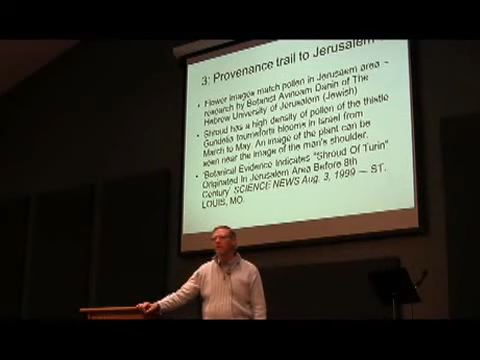 3: Provenance trail to Jerusalem
• Flower images match pollen in Jerusalem area ~
research by Botanist Avinoam Danin of The
Hebrew University of Jerusalem (Jewish)
• Shroud has a high density of pollen of the thistle
Gundelia tournefortii blooms in Israel from
March to May. An image of the plant can be
seen near the image of the man's shoulder.
• 'Botanical Evidence Indicates "Shroud Of Turin"
Originated In Jerusalem Area Before 8th
Century' SCIENCE NEWS Aug. 3, 1999 — ST.
LOUIS, MO.